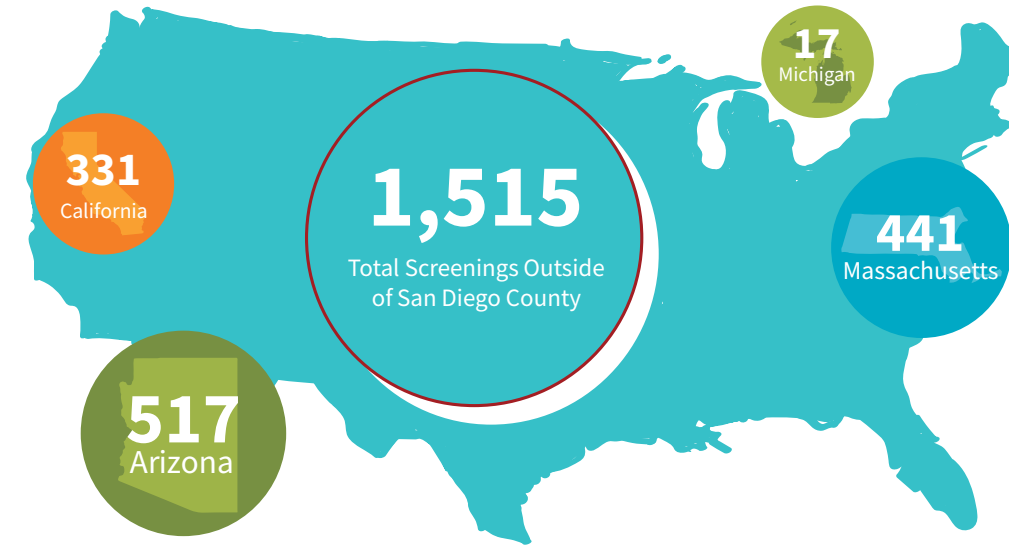 17
Michigan
331
California
1,515
Total Screenings Outside
of San Diego County
441
Massachusetts
517
Arizona